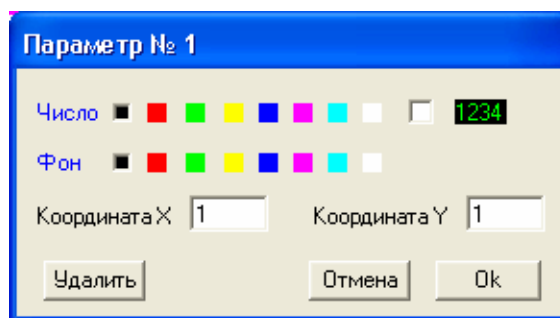 Параметр № 1
Число 1234
Фон
Координата X 1 Координата Y 1
Удалить Отмена Ok